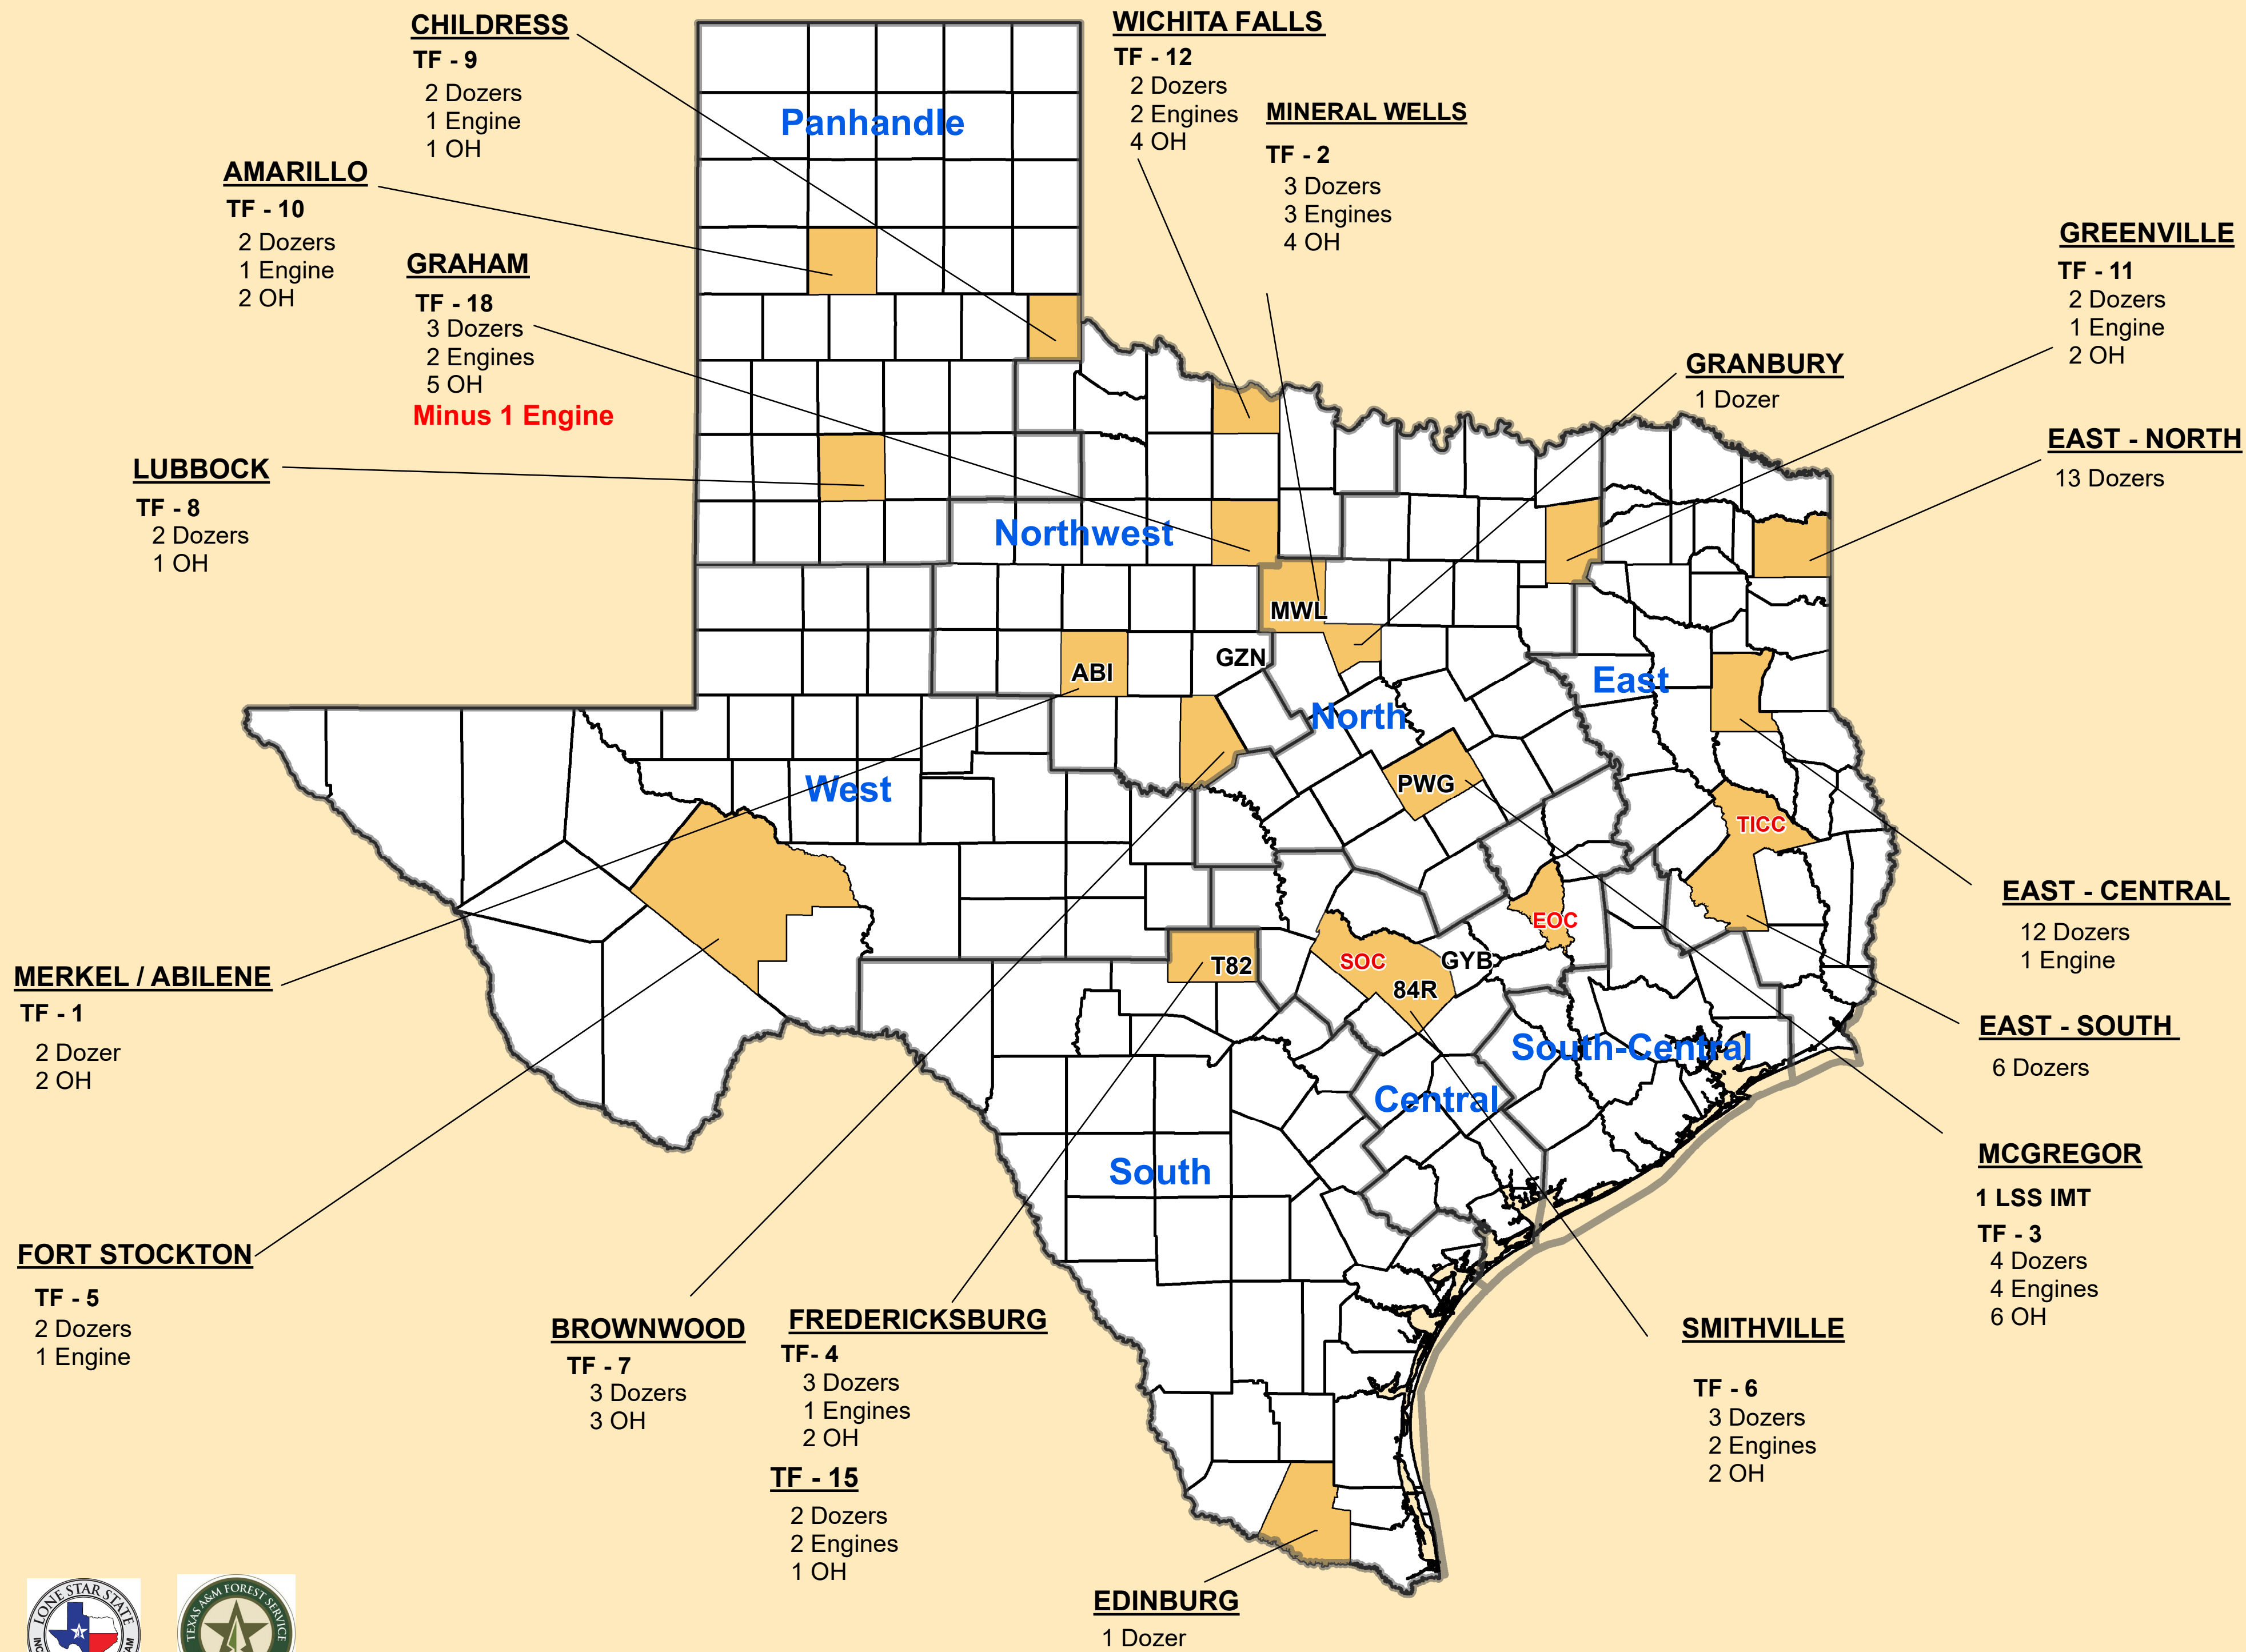 CHILDRESS
TF - 9
2 Dozers
1 Engine
1 OH
WICHITA FALLS
TF - 12
2 Dozers
2 Engines
4 OH
MINERAL WELLS
TF - 2
3 Dozers
3 Engines
4 OH
AMARILLO
TF - 10
2 Dozers
1 Engine
2 OH
GRAHAM
TF - 18
3 Dozers
2 Engines
5 OH
Minus 1 Engine
LUBBOCK
TF - 8
2 Dozers
1 OH
GREENVILLE
TF - 11
2 Dozers
1 Engine
2 OH
GRANBURY
1 Dozer
EAST - NORTH
13 Dozers
Panhandle
Northwest
MWL
GZN
ABI
East
North
PWG
West
TICC
EOC
SOC
GYB
84R
T82
South-Central
Central
South
EAST - CENTRAL
12 Dozers
1 Engine
EAST - SOUTH
6 Dozers
MERKEL / ABILENE
TF - 1
2 Dozer
2 OH
MCGREGOR
1 LSS IMT
TF - 3
4 Dozers
4 Engines
6 OH
FORT STOCKTON
TF - 5
2 Dozers
1 Engine
BROWNWOOD
TF - 7
3 Dozers
3 OH
FREDERICKSBURG
TF- 4
3 Dozers
1 Engines
2 OH
TF - 15
2 Dozers
2 Engines
1 OH
SMITHVILLE
TF - 6
3 Dozers
2 Engines
2 OH
EDINBURG
1 Dozer
LONE STAR STATE
TEXAS A&M FOREST SERVICE